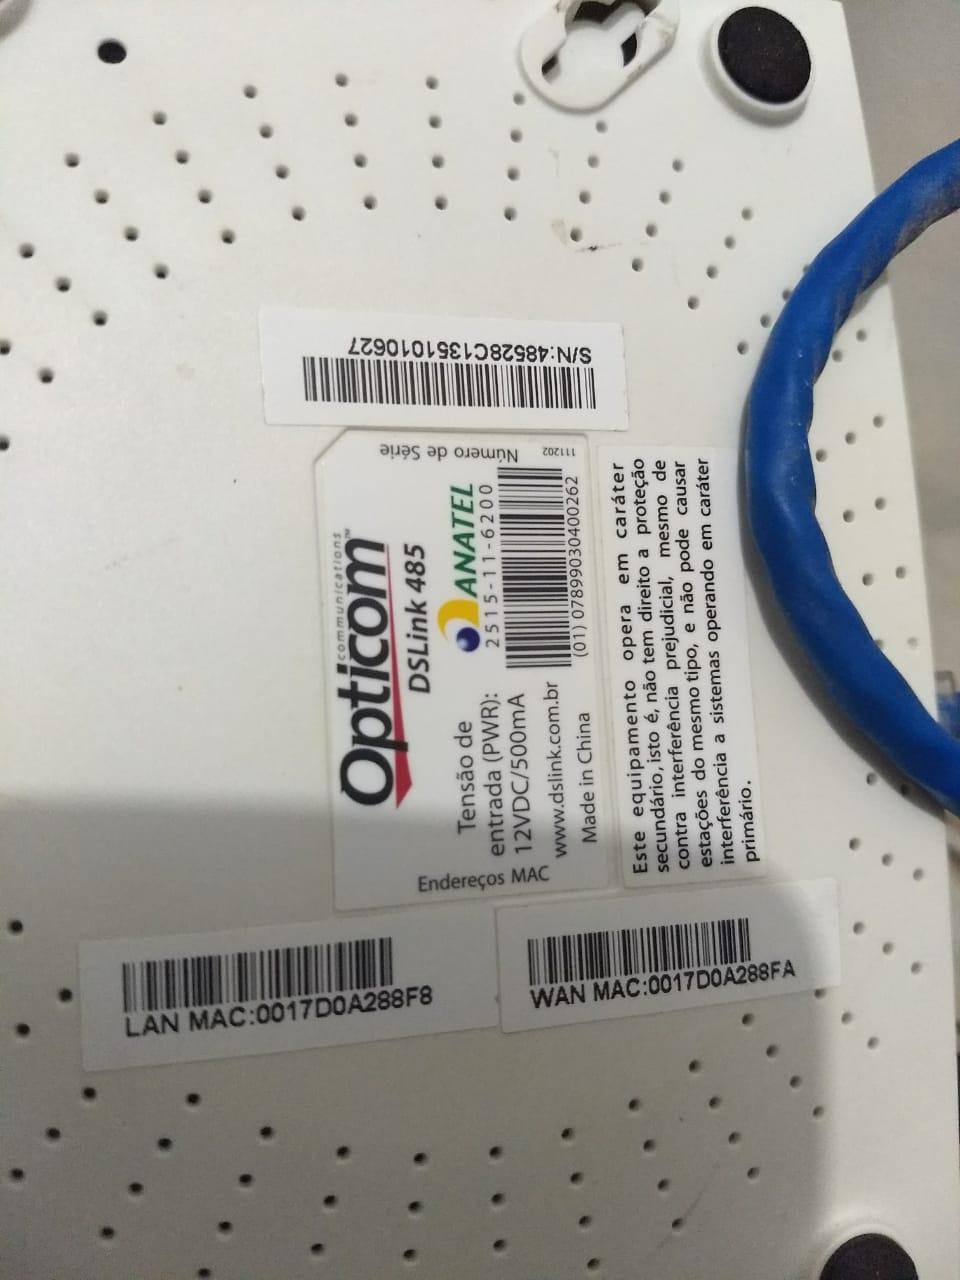 S/N:48528C1351010627
Número de Série
111202
Opticom™
communications
DSLink 485
ANATEL
2515-11-6200
(01) 07899030400262
Tensão de
entrada (PWR):
12VDC/500mA
www.dslink.com.br
Made in China
Endereços MAC
Este equipamento opera em caráter
secundário, isto é, não tem direito a proteção
contra interferência prejudicial, mesmo de
estações do mesmo tipo, e não pode causar
interferência a sistemas operando em caráter
primário.
LAN MAC:0017D0A288F8
WAN MAC:0017D0A288FA